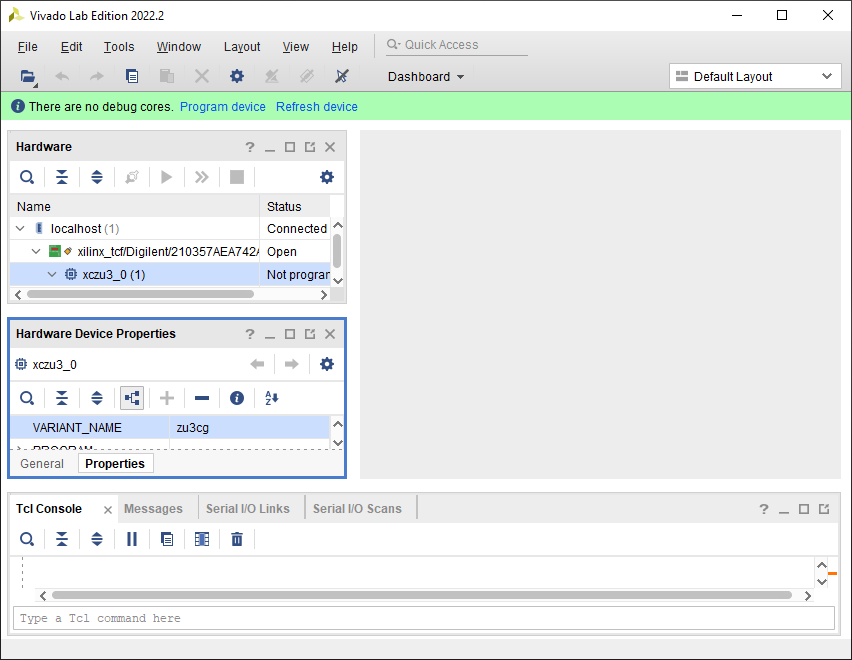 Vivado Lab Edition 2022.2
File Edit Tools Window Layout View Help Quick Access
Dashboard Default Layout
There are no debug cores. Program device Refresh device
Hardware
Name Status
localhost (1) Connected
xilinx_tcf/Digilent/210357AEA742A Open
xczu3_0 (1) Not program
Hardware Device Properties
xczu3_0
VARIANT_NAME zu3cg
PROGRAM
General Properties
Tcl Console Messages Serial I/O Links Serial I/O Scans
Type a Tcl command here